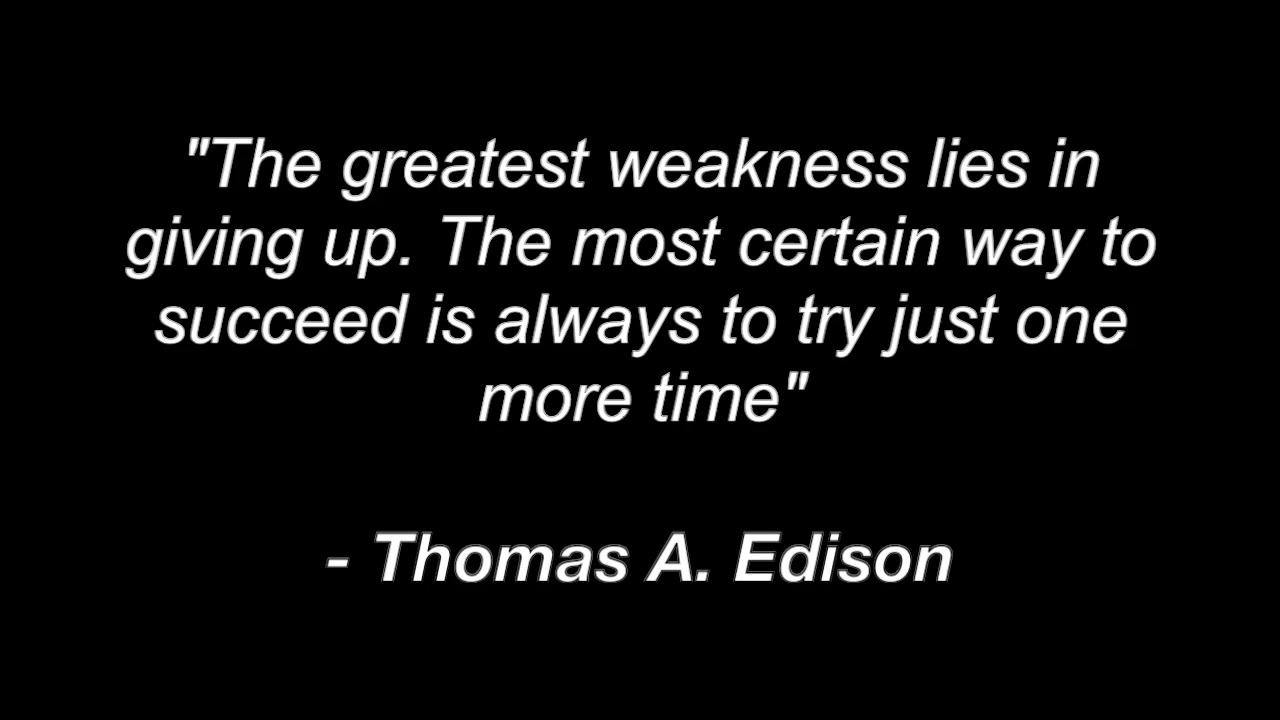 "The greatest weakness lies in
giving up. The most certain way to
succeed is always to try just one
more time"
- Thomas A. Edison